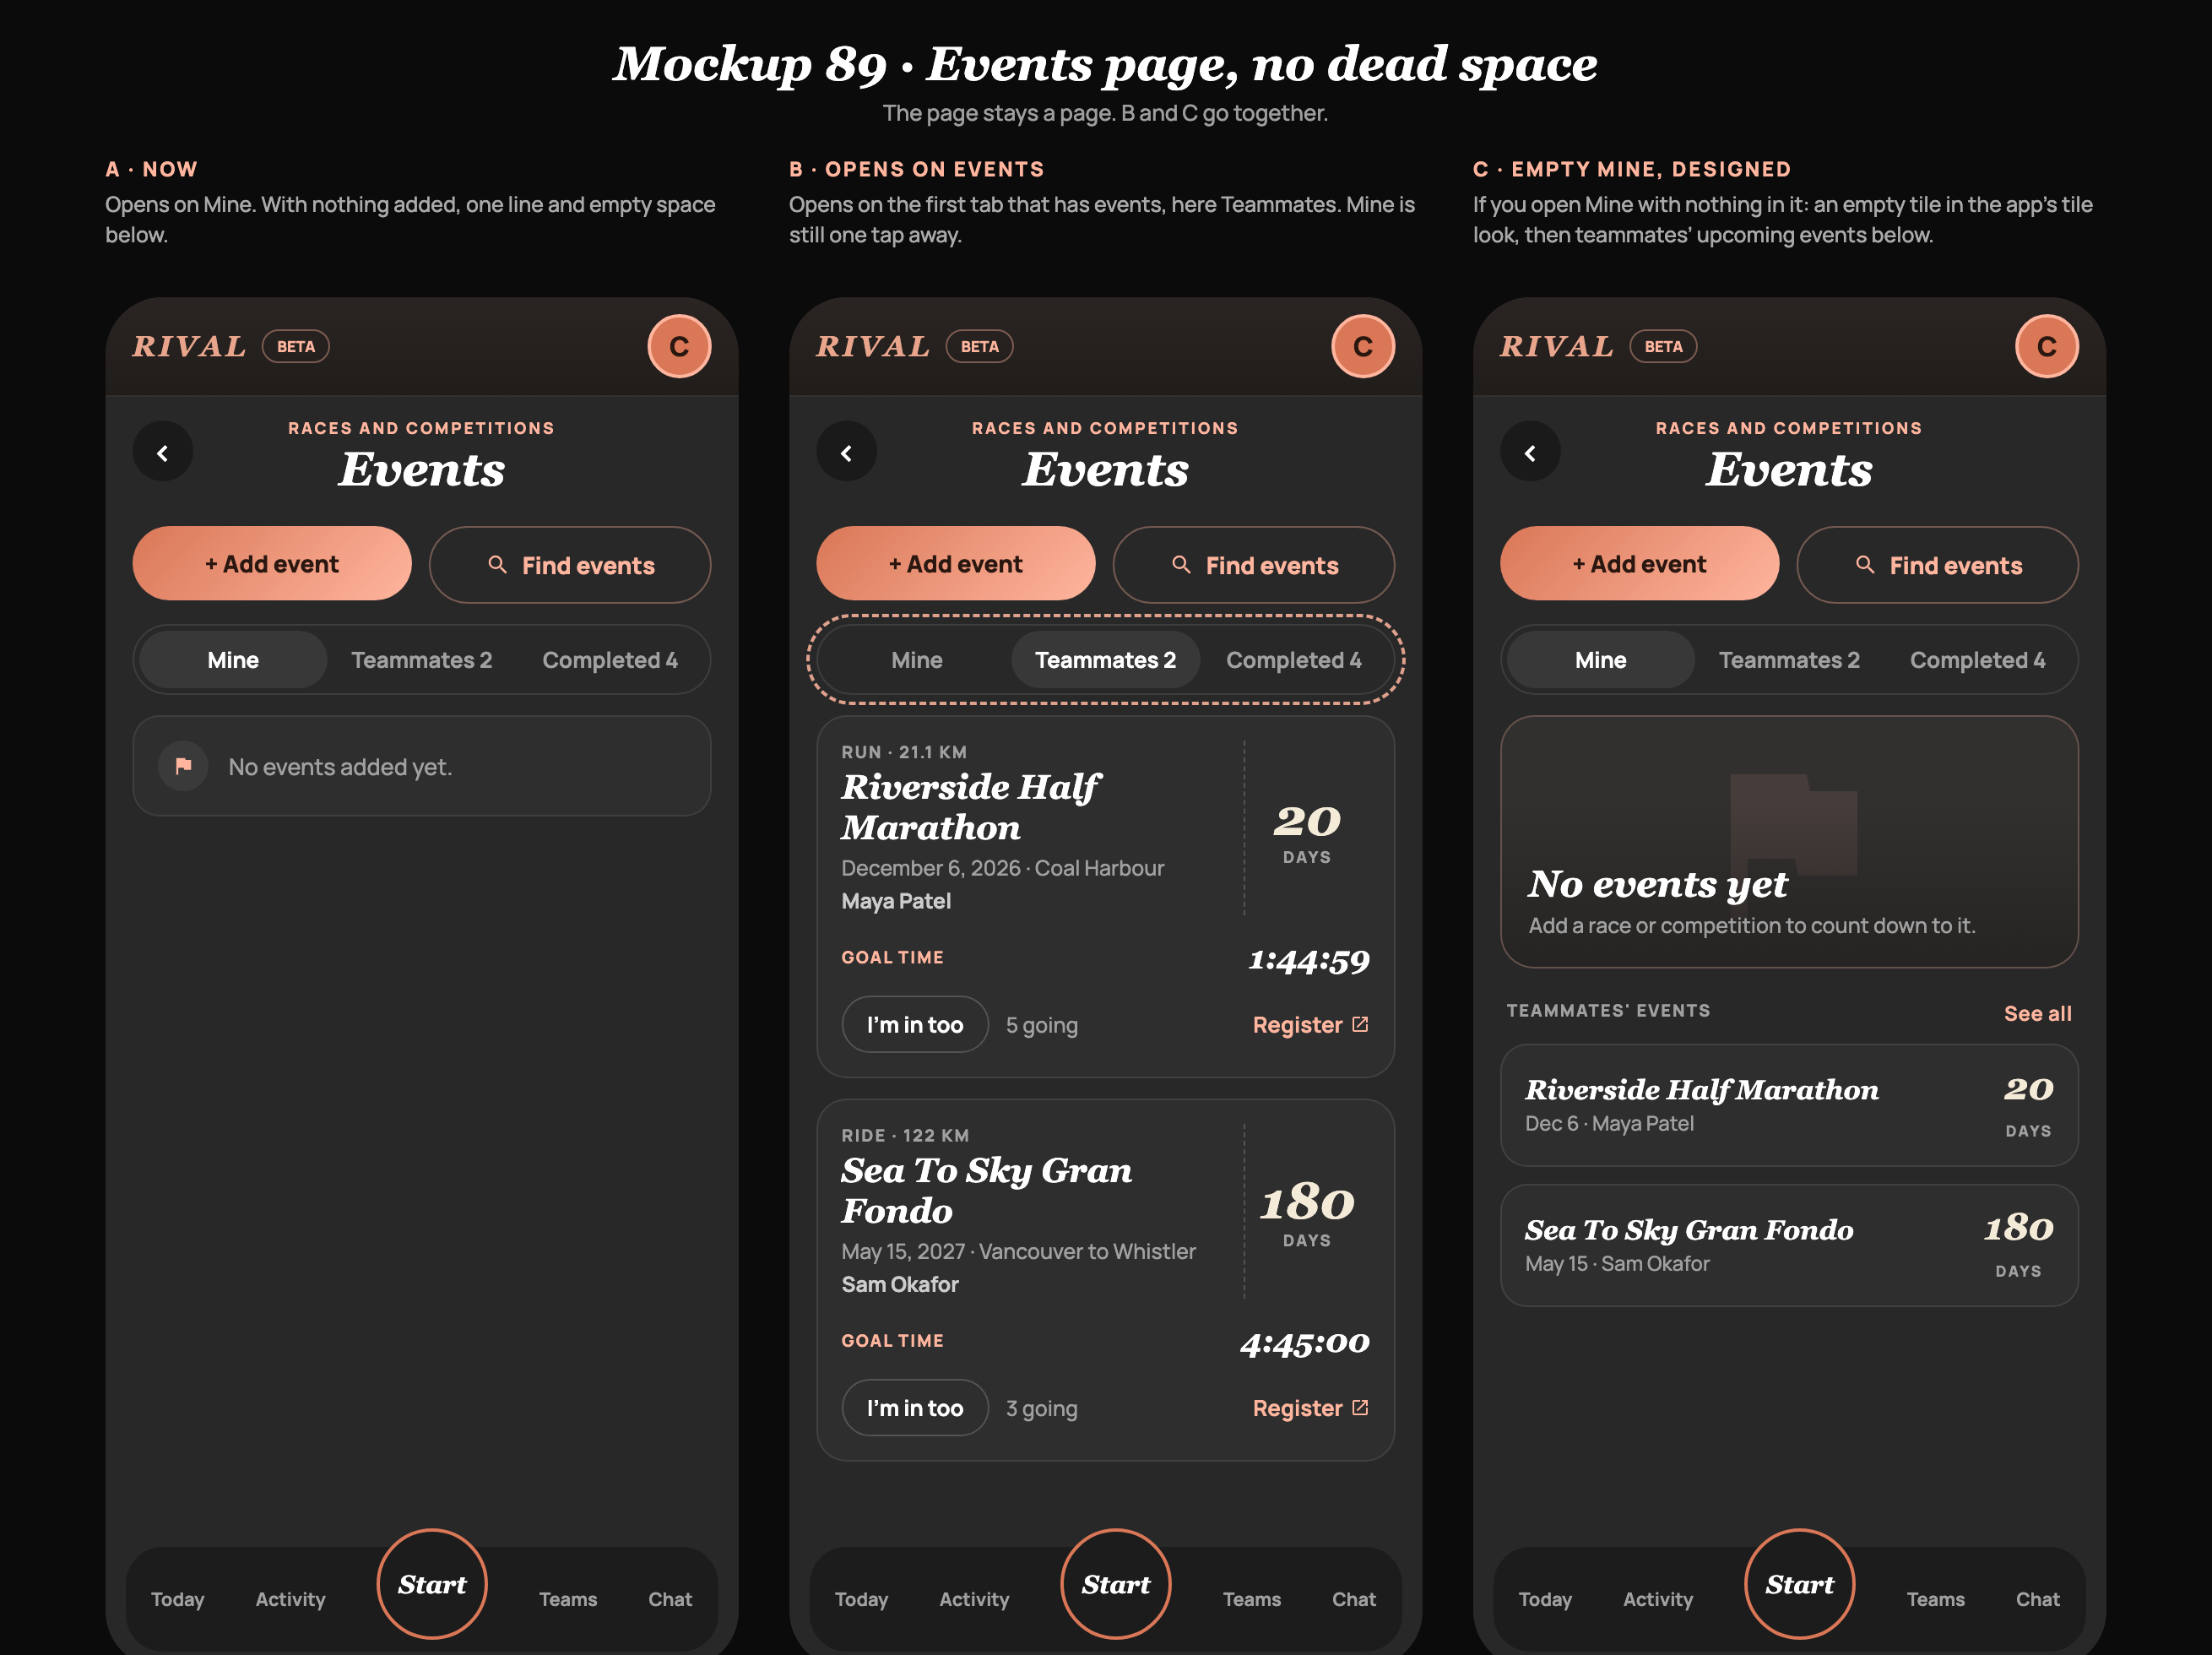 Mockup 89 · Events page, no dead space
The page stays a page. B and C go together.
A · NOW
Opens on Mine. With nothing added, one line and empty space
below.
RIVAL
BETA
C
RACES AND COMPETITIONS
Events
+ Add event
Find events
Mine
Teammates 2
Completed 4
No events added yet.
Today
Activity
Start
Teams
Chat
B · OPENS ON EVENTS
Opens on the first tab that has events, here Teammates. Mine is
still one tap away.
RIVAL
BETA
C
RACES AND COMPETITIONS
Events
+ Add event
Find events
Mine
Teammates 2
Completed 4
RUN · 21.1 KM
Riverside Half
Marathon
December 6, 2026 · Coal Harbour
Maya Patel
20
DAYS
GOAL TIME
1:44:59
I'm in too
5 going
Register
RIDE · 122 KM
Sea To Sky Gran
Fondo
May 15, 2027 · Vancouver to Whistler
Sam Okafor
180
DAYS
GOAL TIME
4:45:00
I'm in too
3 going
Register
Today
Activity
Start
Teams
Chat
C · EMPTY MINE, DESIGNED
If you open Mine with nothing in it: an empty tile in the app's tile
look, then teammates' upcoming events below.
RIVAL
BETA
C
RACES AND COMPETITIONS
Events
+ Add event
Find events
Mine
Teammates 2
Completed 4
No events yet
Add a race or competition to count down to it.
TEAMMATES' EVENTS
See all
Riverside Half Marathon
Dec 6 · Maya Patel
20
DAYS
Sea To Sky Gran Fondo
May 15 · Sam Okafor
180
DAYS
Today
Activity
Start
Teams
Chat